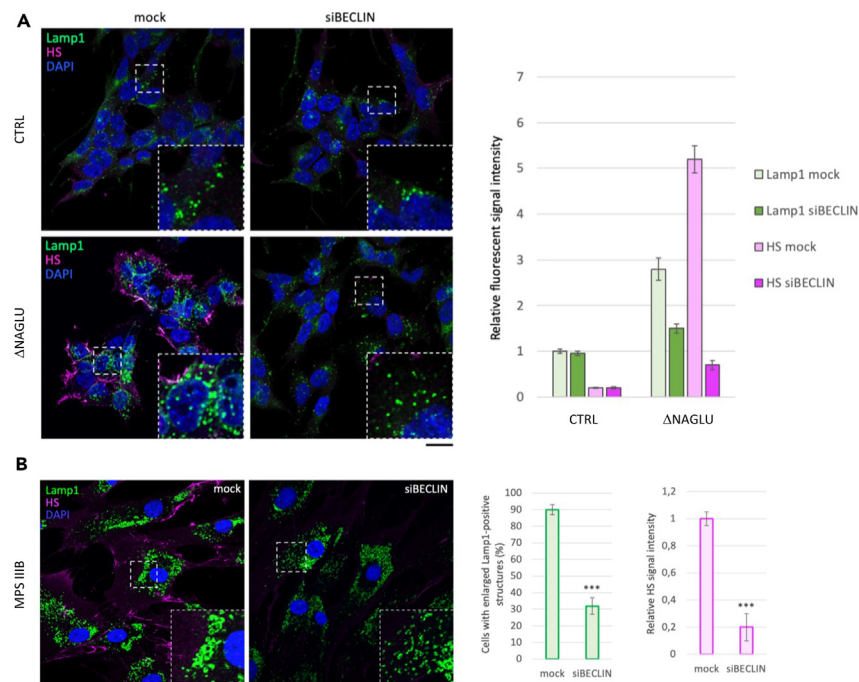 A
mock
siBECLIN
Lamp1
HS
DAPI
CTRL
Lamp1
HS
DAPI
ΔNAGLU
Relative fluorescent signal intensity
7
6
5
4
3
2
1
0
CTRL
ΔNAGLU
Lamp1 mock
Lamp1 siBECLIN
HS mock
HS siBECLIN
B
Lamp1
HS
DAPI
mock
siBECLIN
MPS IIIB
Cells with enlarged Lamp1-positive
structures (%)
100
90
80
70
60
50
40
30
20
10
0
***
mock
siBECLIN
Relative HS signal intensity
1,2
1
0,8
0,6
0,4
0,2
0
***
mock
siBECLIN